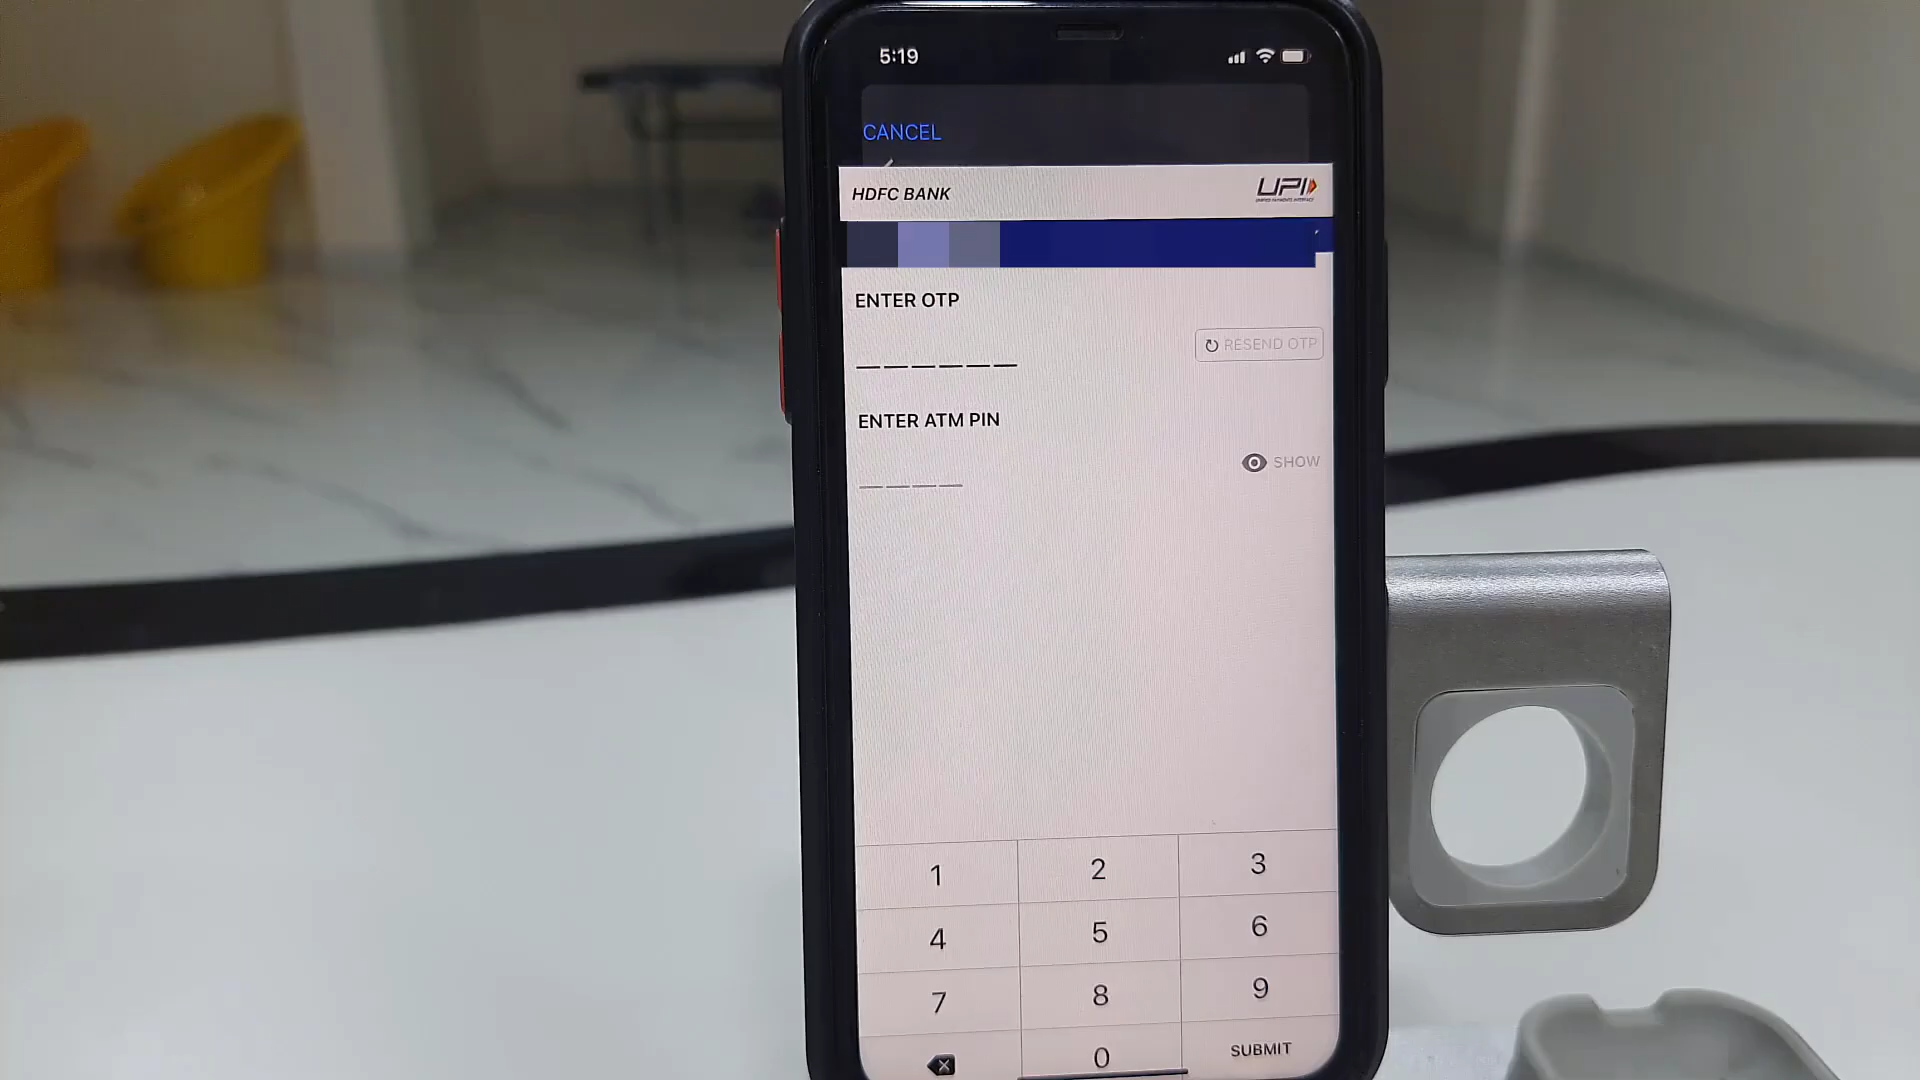 5:19
CANCEL
HDFC BANK
UPI
ENTER OTP
RESEND OTP
ENTER ATM PIN
SHOW
1 2 3
4 5 6
7 8 9
0 SUBMIT